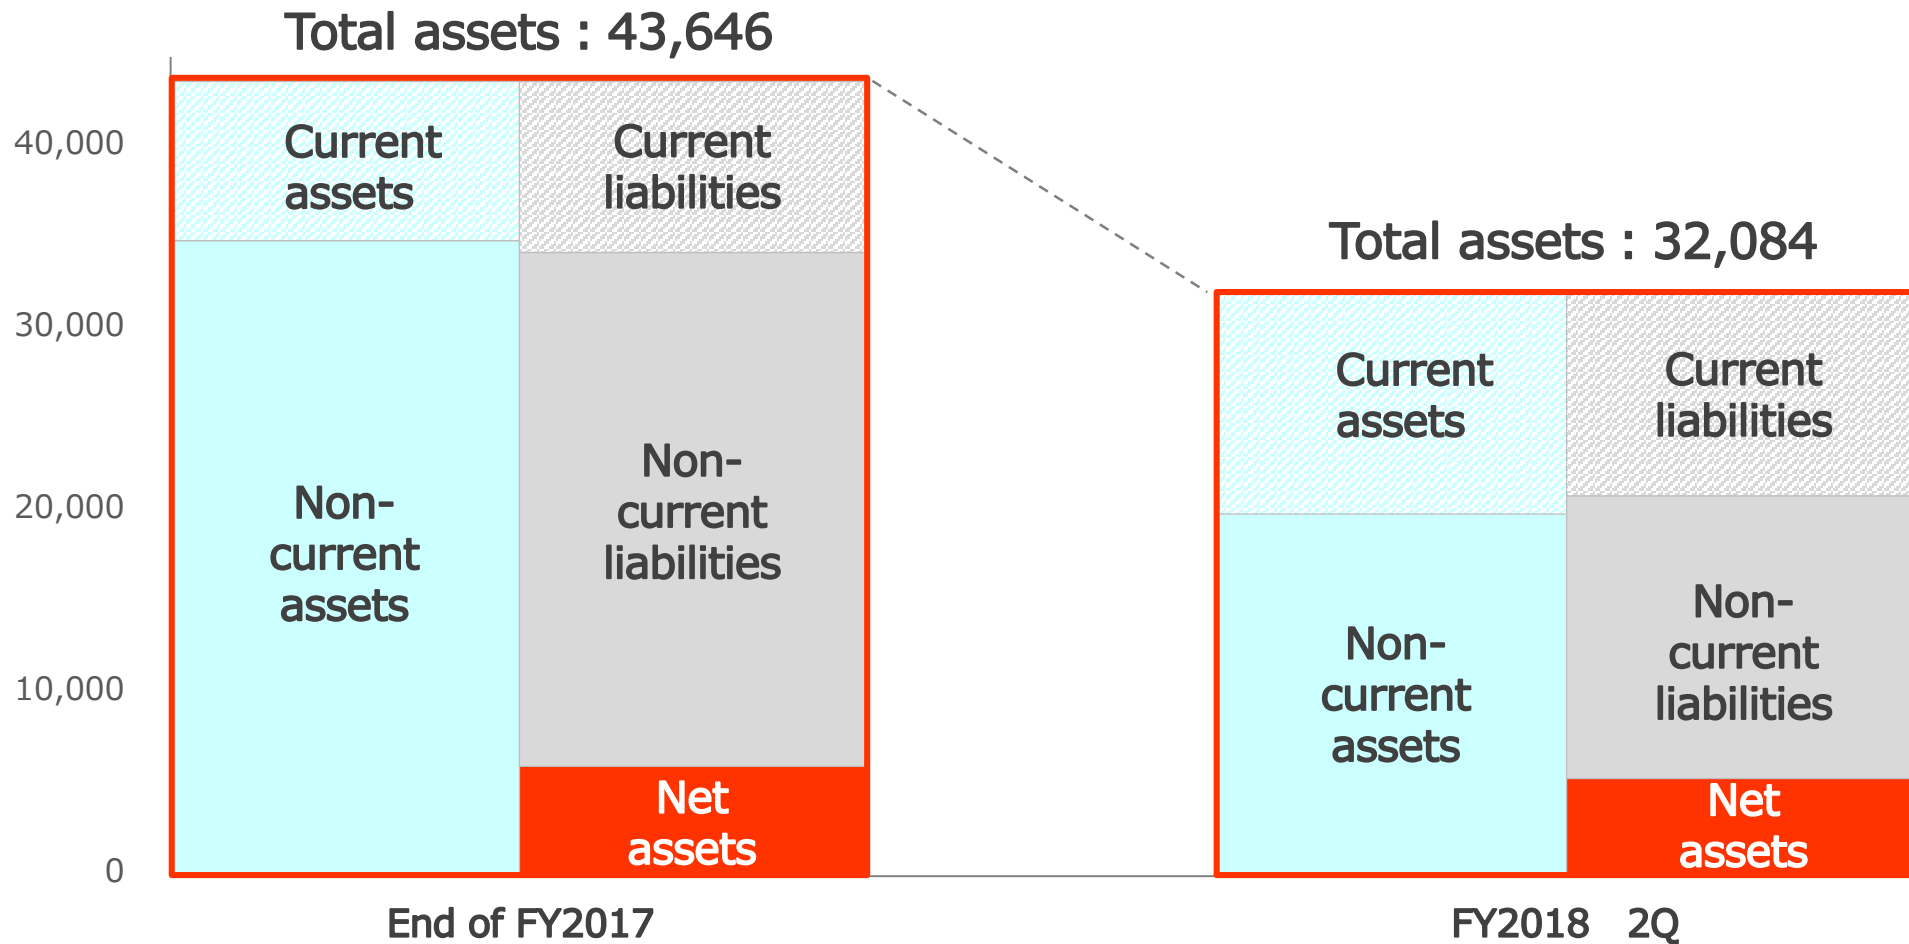 Total assets : 43,646
40,000
30,000
20,000
10,000
0
Current
assets
Current
liabilities
Non-
current
assets
Non-
current
liabilities
Net
assets
End of FY2017
Total assets : 32,084
Current
assets
Current
liabilities
Non-
current
assets
Non-
current
liabilities
Net
assets
FY2018 2Q